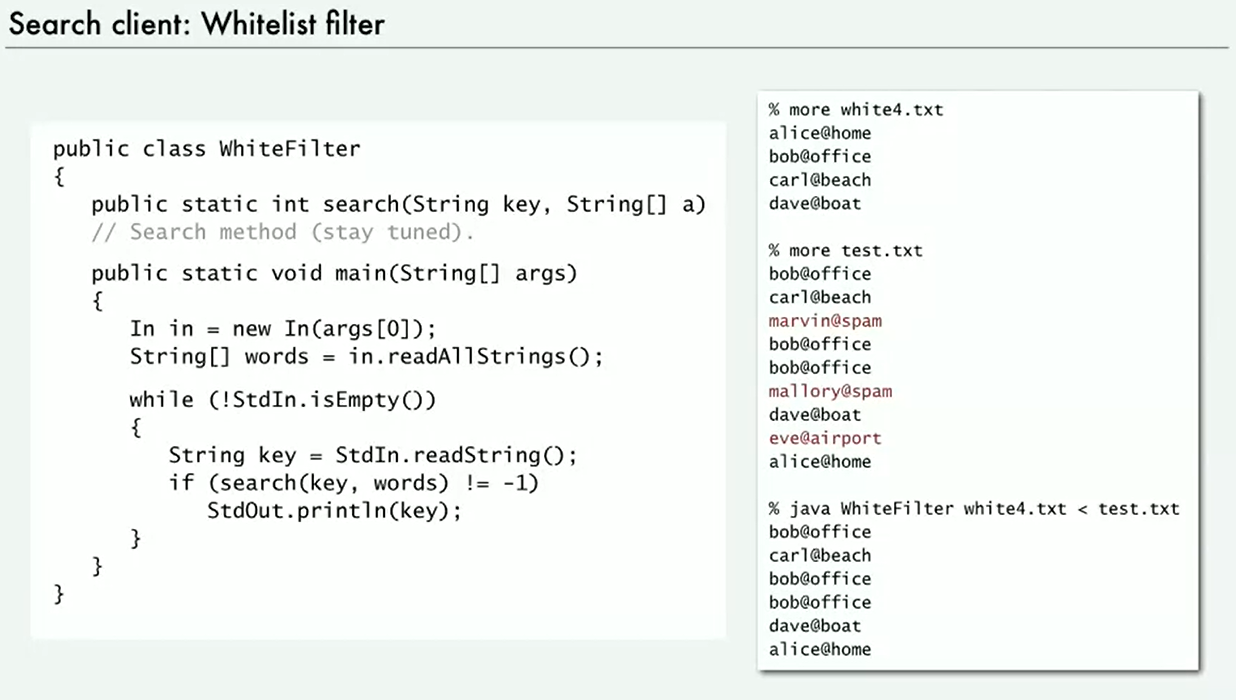 Search client: Whitelist filter
public class WhiteFilter
{
public static int search(String key, String[] a)
// Search method (stay tuned).
public static void main(String[] args)
{
In in = new In(args[0]);
String[] words = in.readAllStrings();
while (!StdIn.isEmpty())
{
String key = StdIn.readString();
if (search(key, words) != -1)
StdOut.println(key);
}
}
}
% more white4.txt
alice@home
bob@office
carl@beach
dave@boat
% more test.txt
bob@office
carl@beach
marvin@spam
bob@office
bob@office
mallory@spam
dave@boat
eve@airport
alice@home
% java WhiteFilter white4.txt < test.txt
bob@office
carl@beach
bob@office
bob@office
dave@boat
alice@home